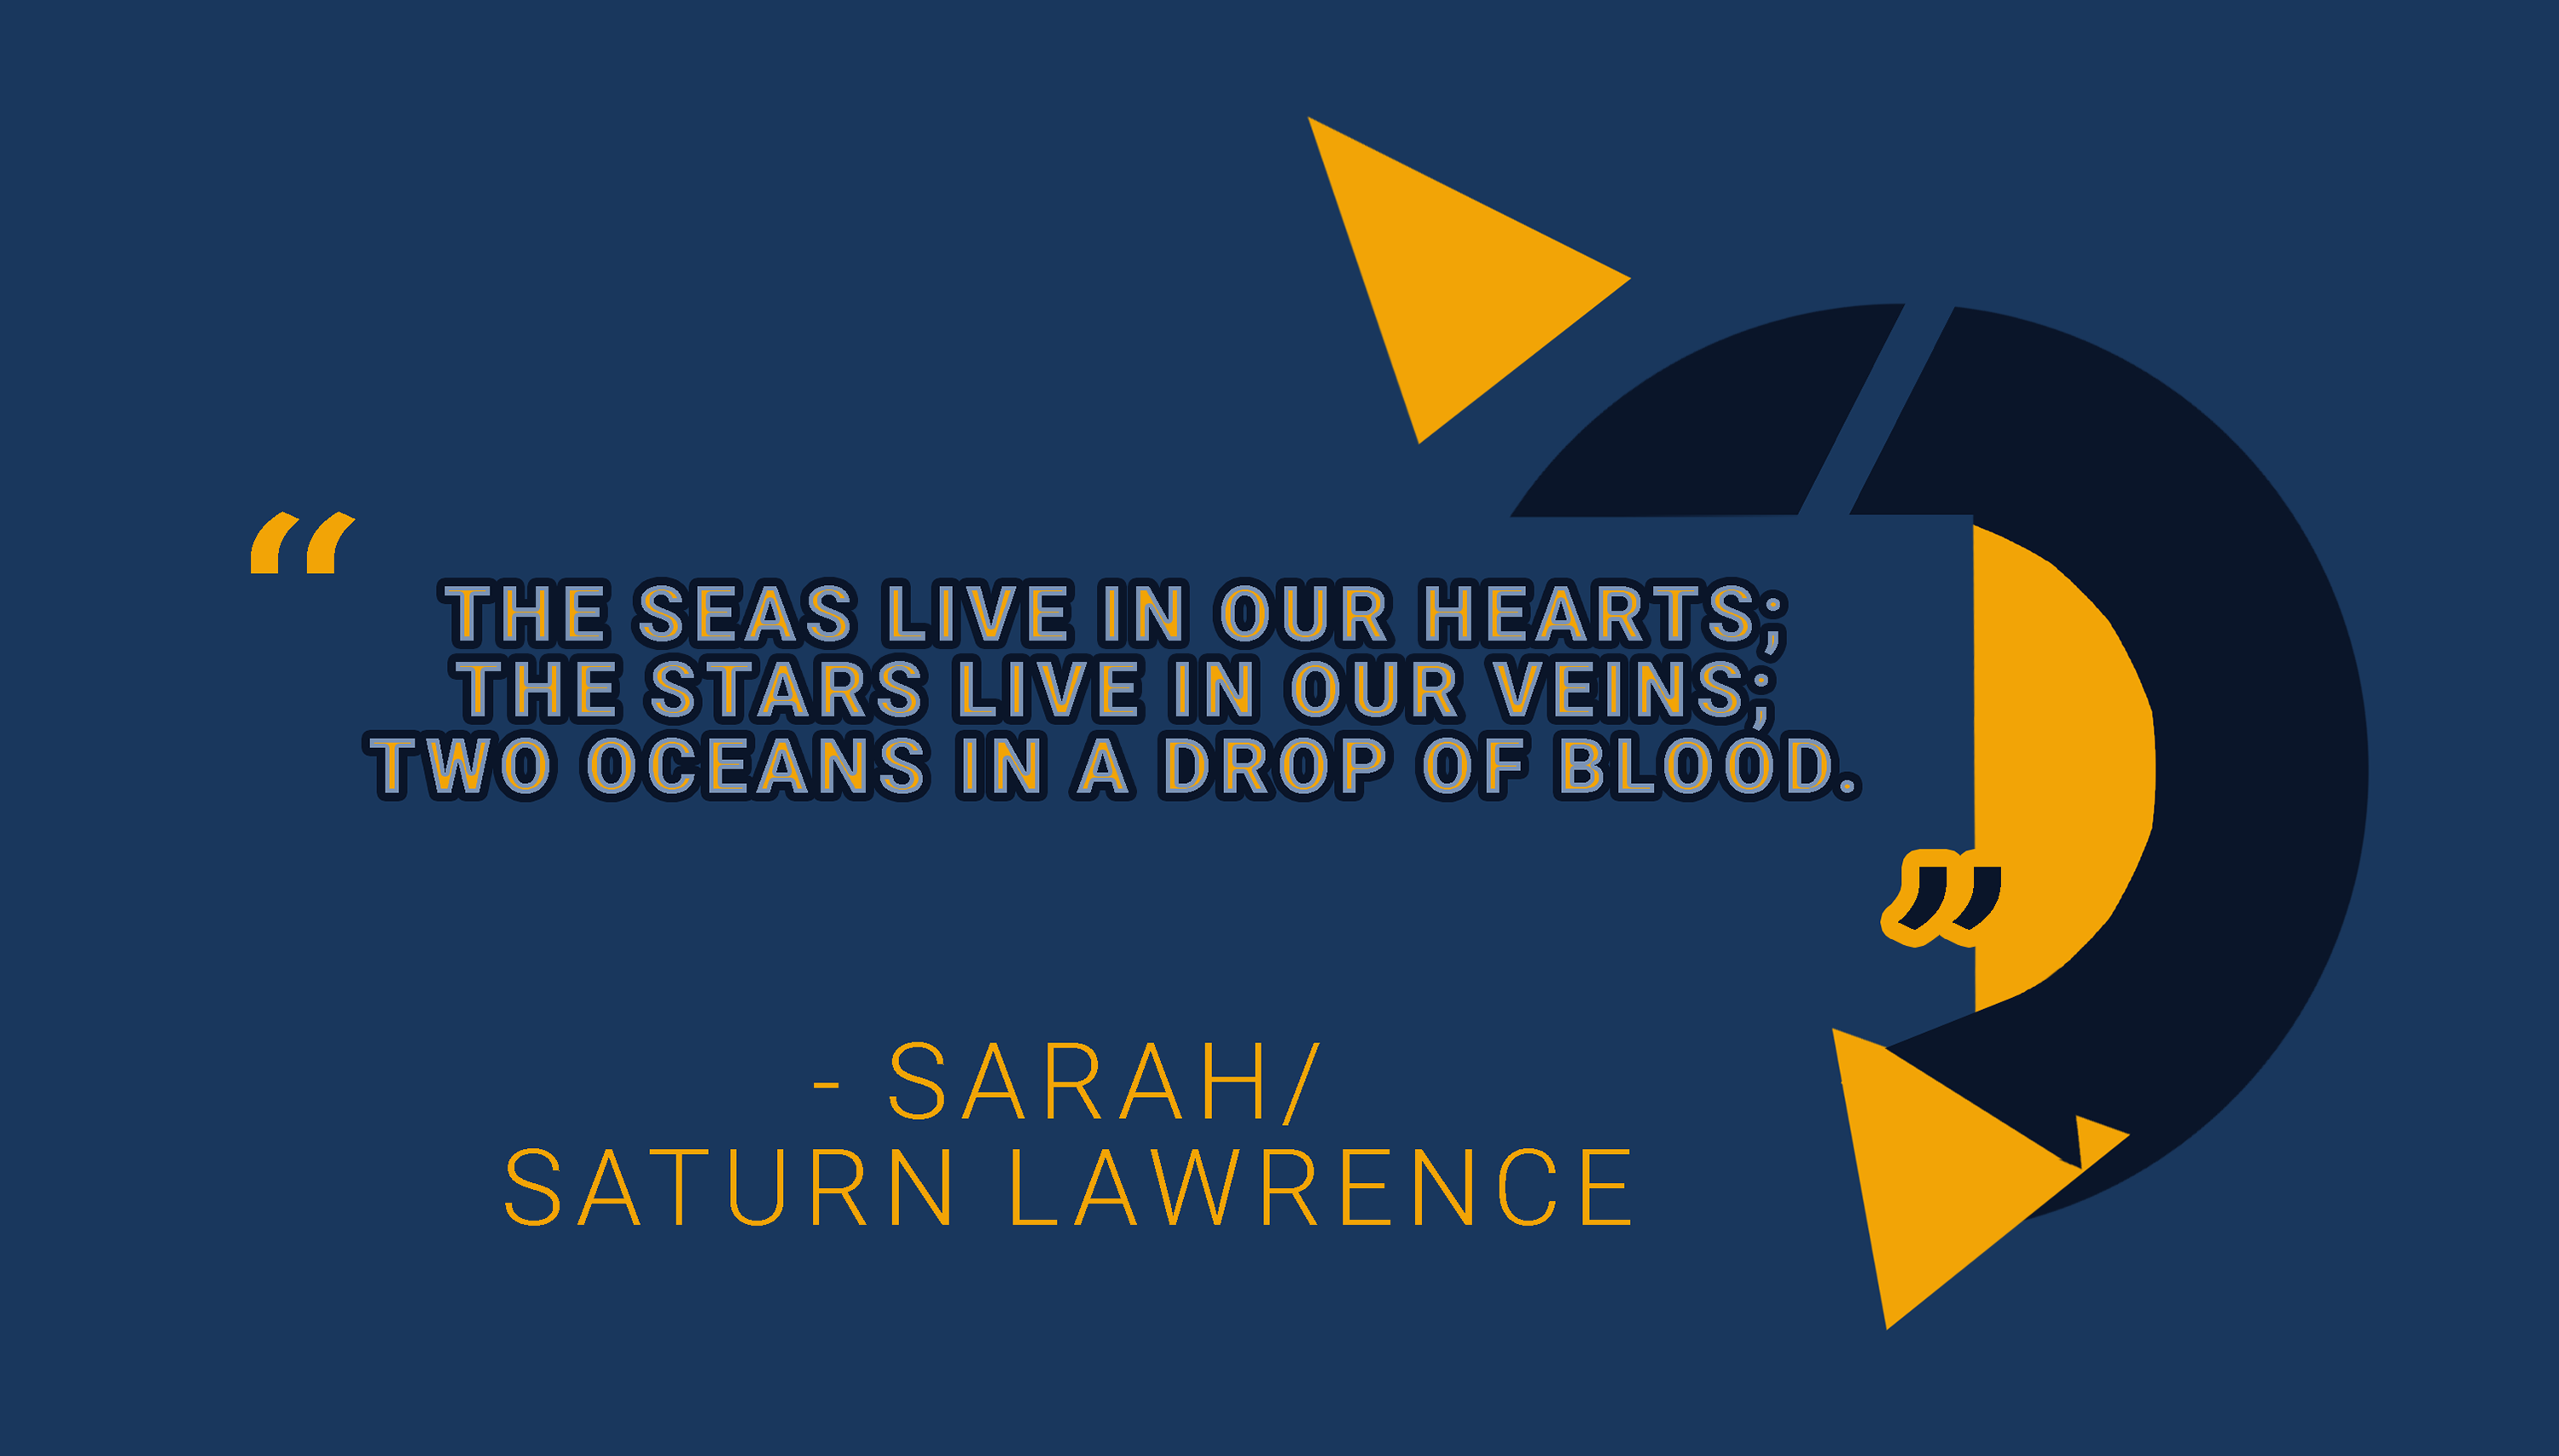 “
THE SEAS LIVE IN OUR HEARTS;
THE STARS LIVE IN OUR VEINS;
TWO OCEANS IN A DROP OF BLOOD.
”
- SARAH/
SATURN LAWRENCE